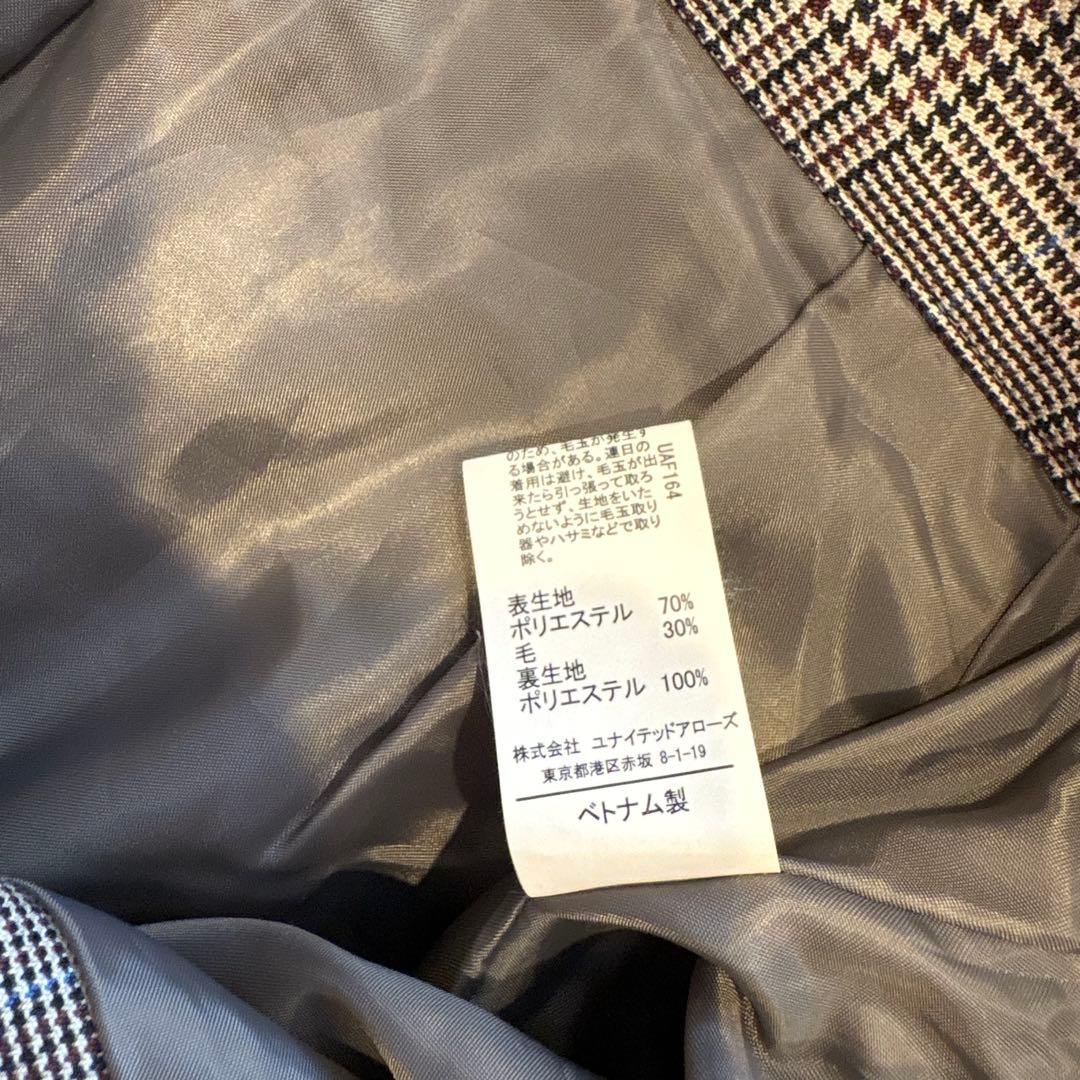 のため、毛玉が発生す
る場合がある。連日の
着用は避け、毛玉が出
来たら引っ張って取ろ
うとせず、生地をいた
めないように毛玉取り
器やハサミなどで取り
除く。
UAF164
表生地
ポリエステル 70%
毛 30%
裏生地
ポリエステル 100%
株式会社 ユナイテッドアローズ
東京都港区赤坂 8-1-19
ベトナム製